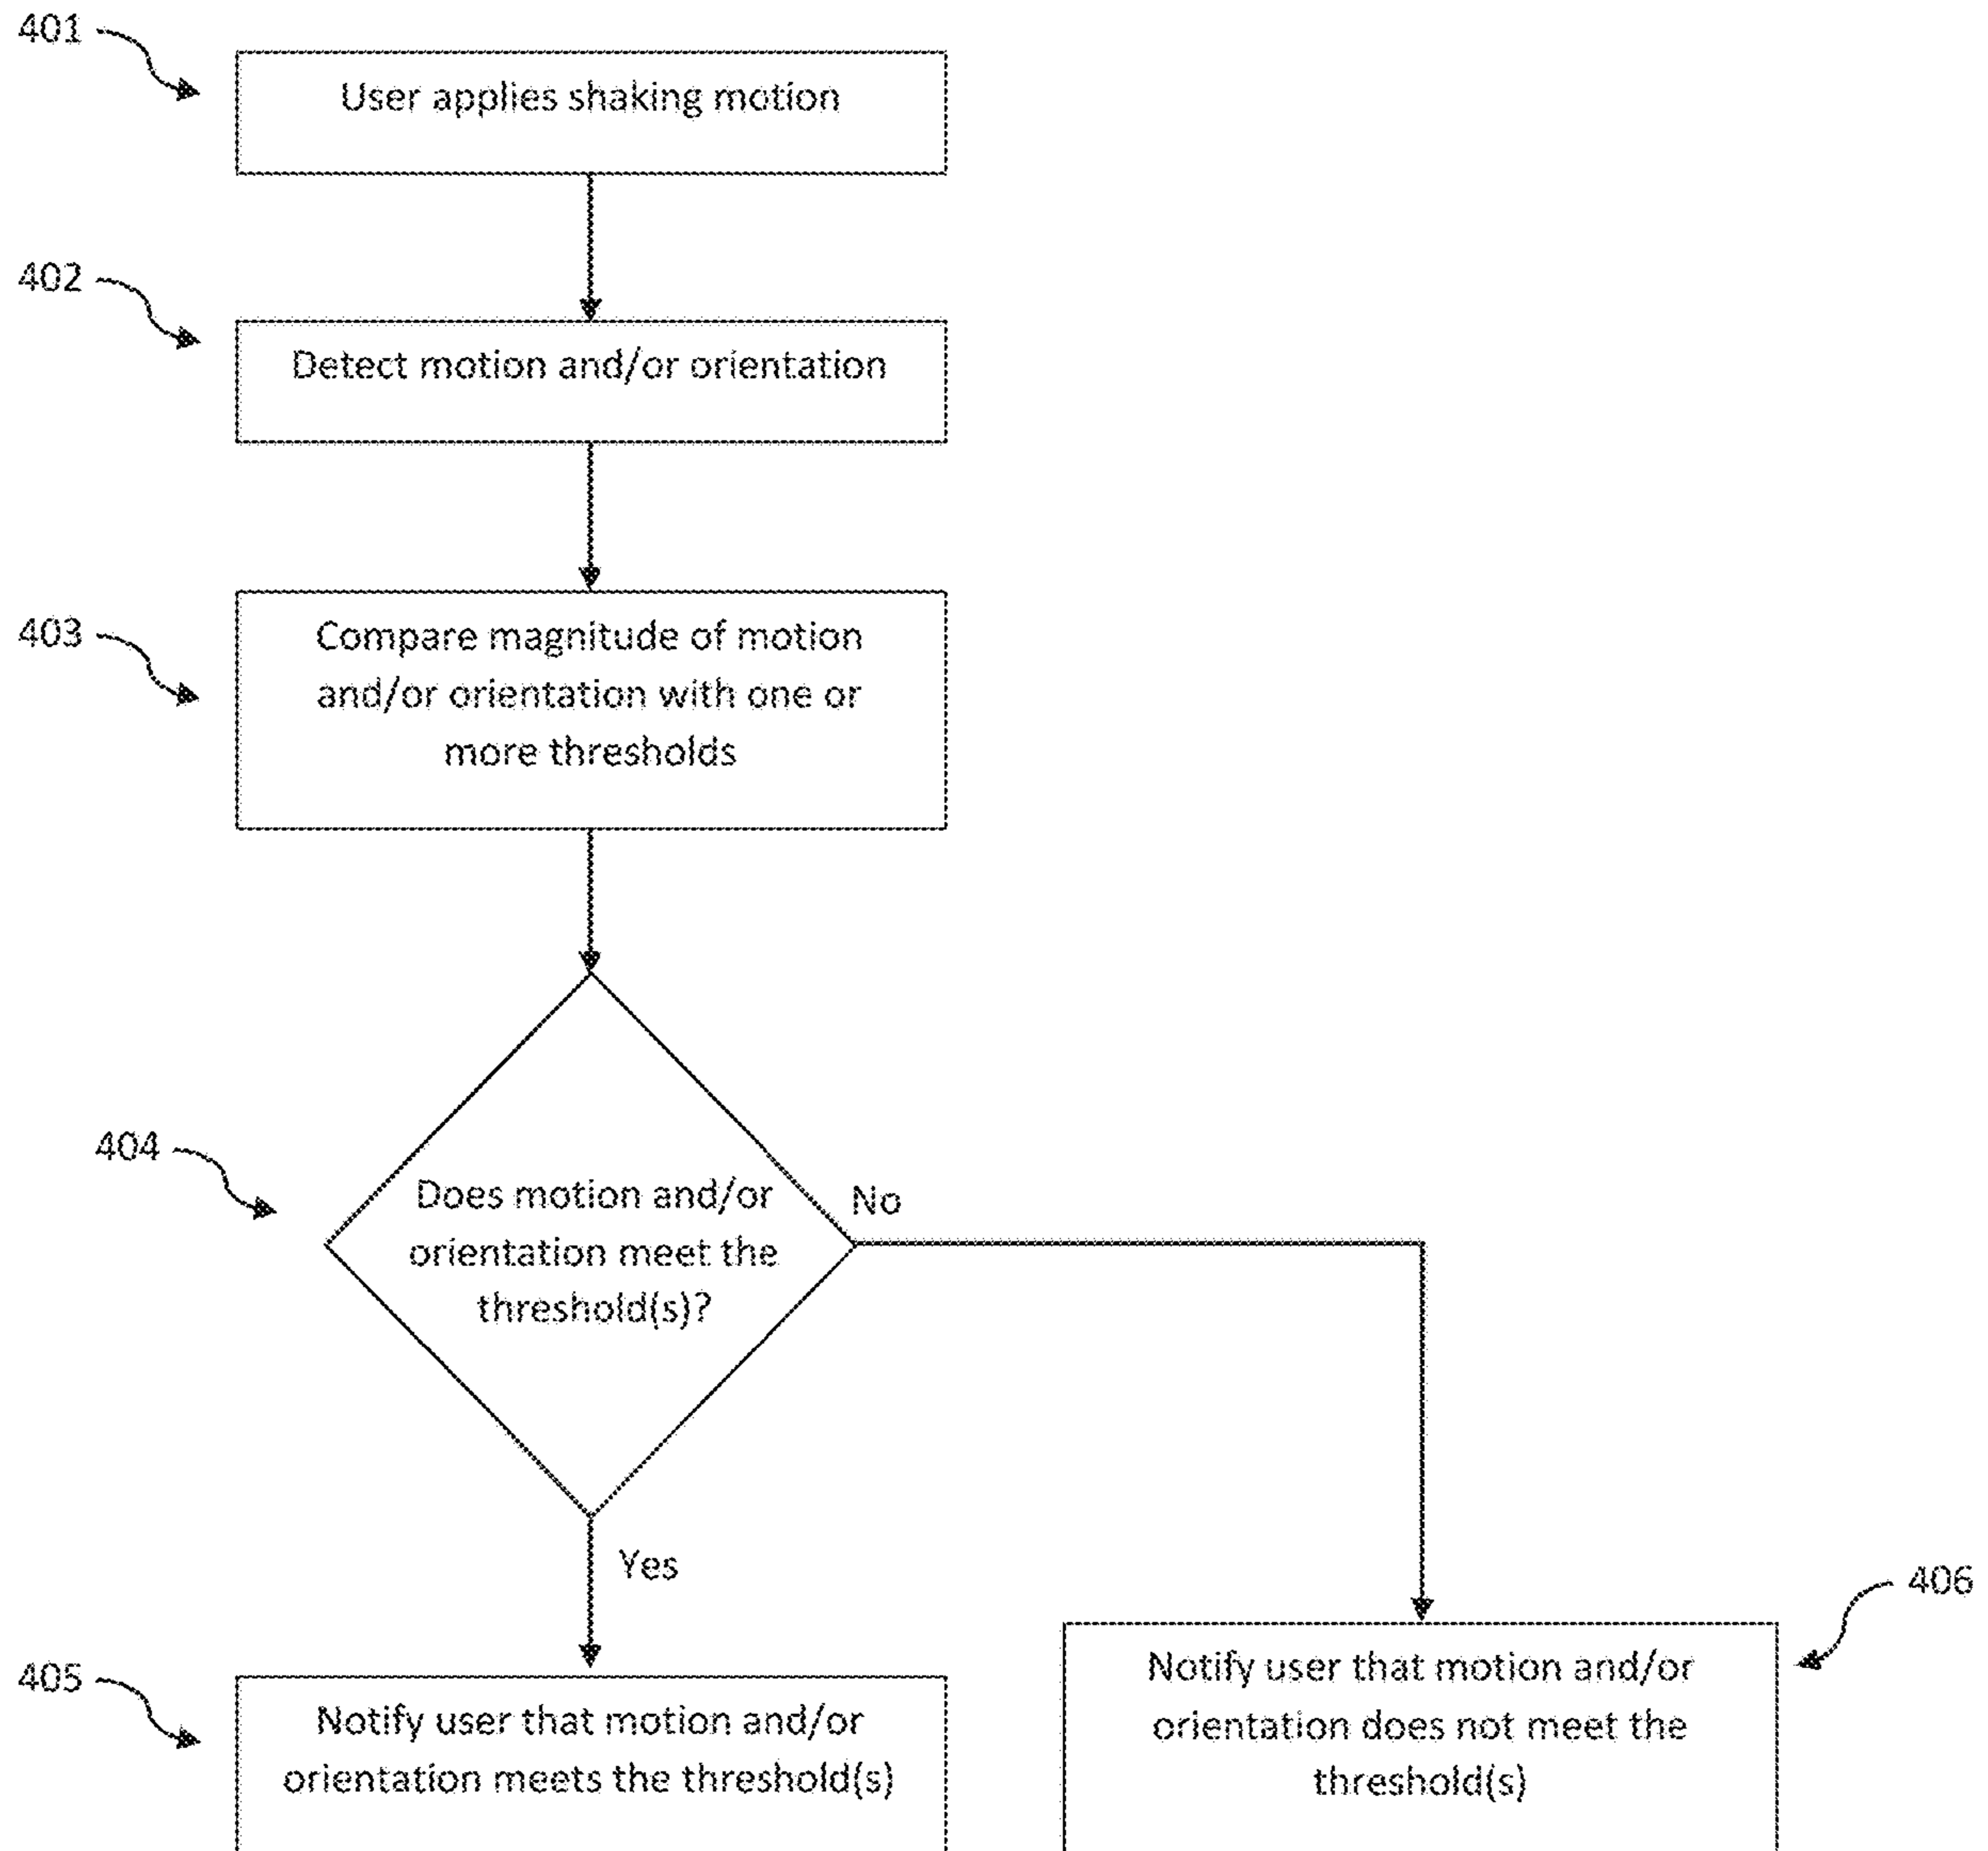 401
User applies shaking motion
402
Detect motion and/or orientation
403
Compare magnitude of motion
and/or orientation with one or
more thresholds
404
Does motion and/or
orientation meet the
threshold(s)?
No
Yes
405
Notify user that motion and/or
orientation meets the threshold(s)
406
Notify user that motion and/or
orientation does not meet the
threshold(s)